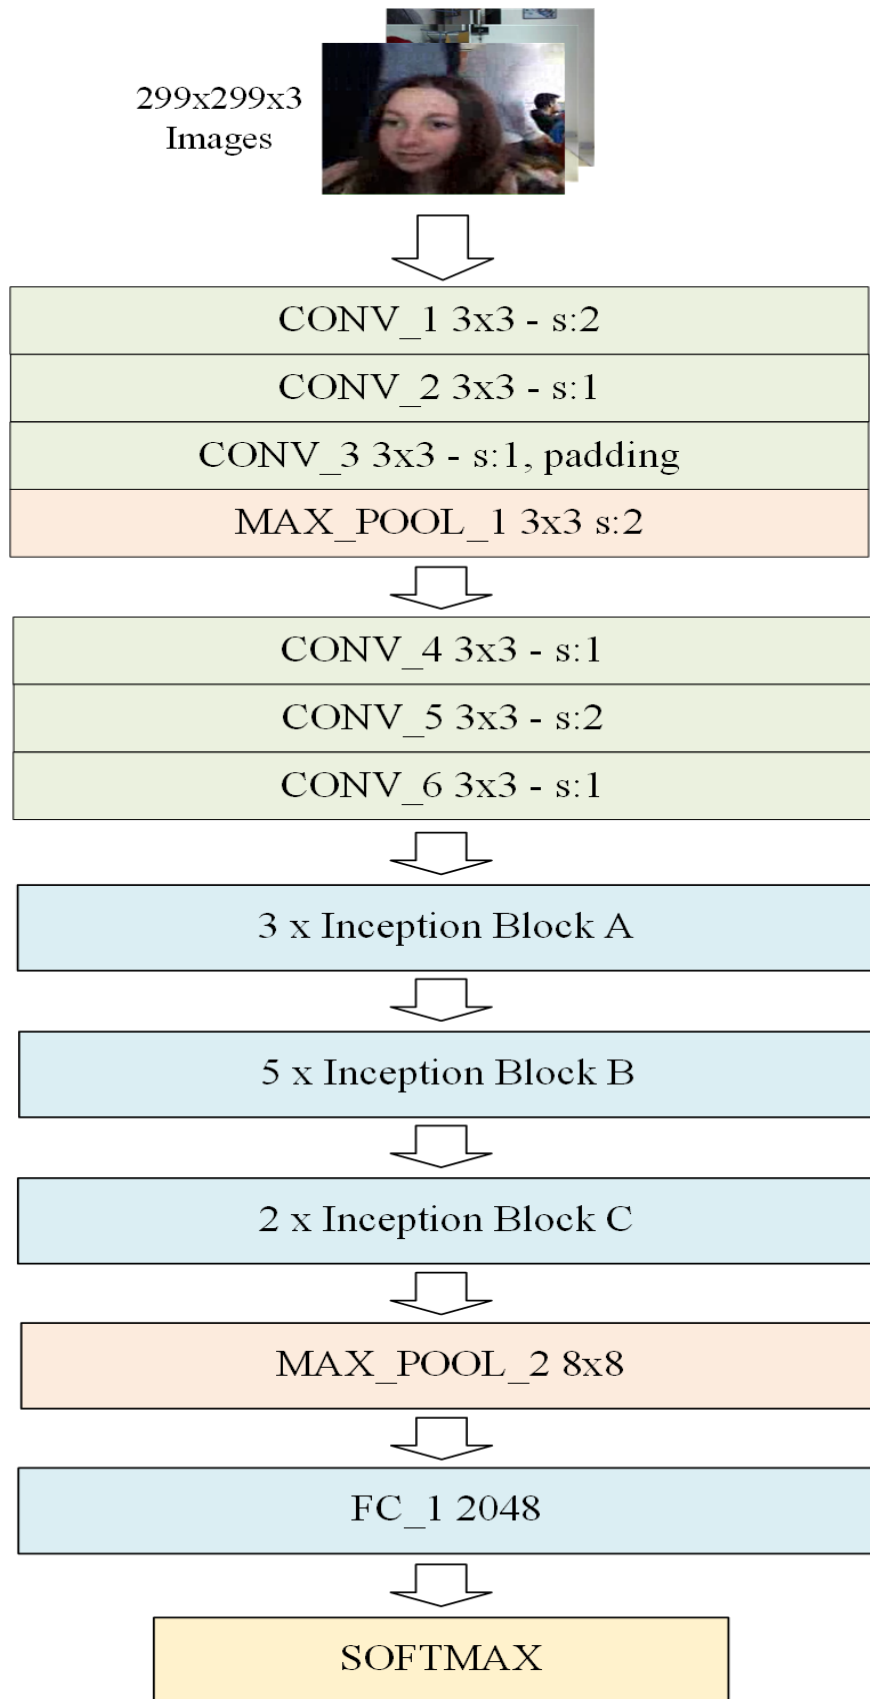 299x299x3
Images
CONV_1 3x3 - s:2
CONV_2 3x3 - s:1
CONV_3 3x3 - s:1, padding
MAX_POOL_1 3x3 s:2
CONV_4 3x3 - s:1
CONV_5 3x3 - s:2
CONV_6 3x3 - s:1
3 x Inception Block A
5 x Inception Block B
2 x Inception Block C
MAX_POOL_2 8x8
FC_1 2048
SOFTMAX